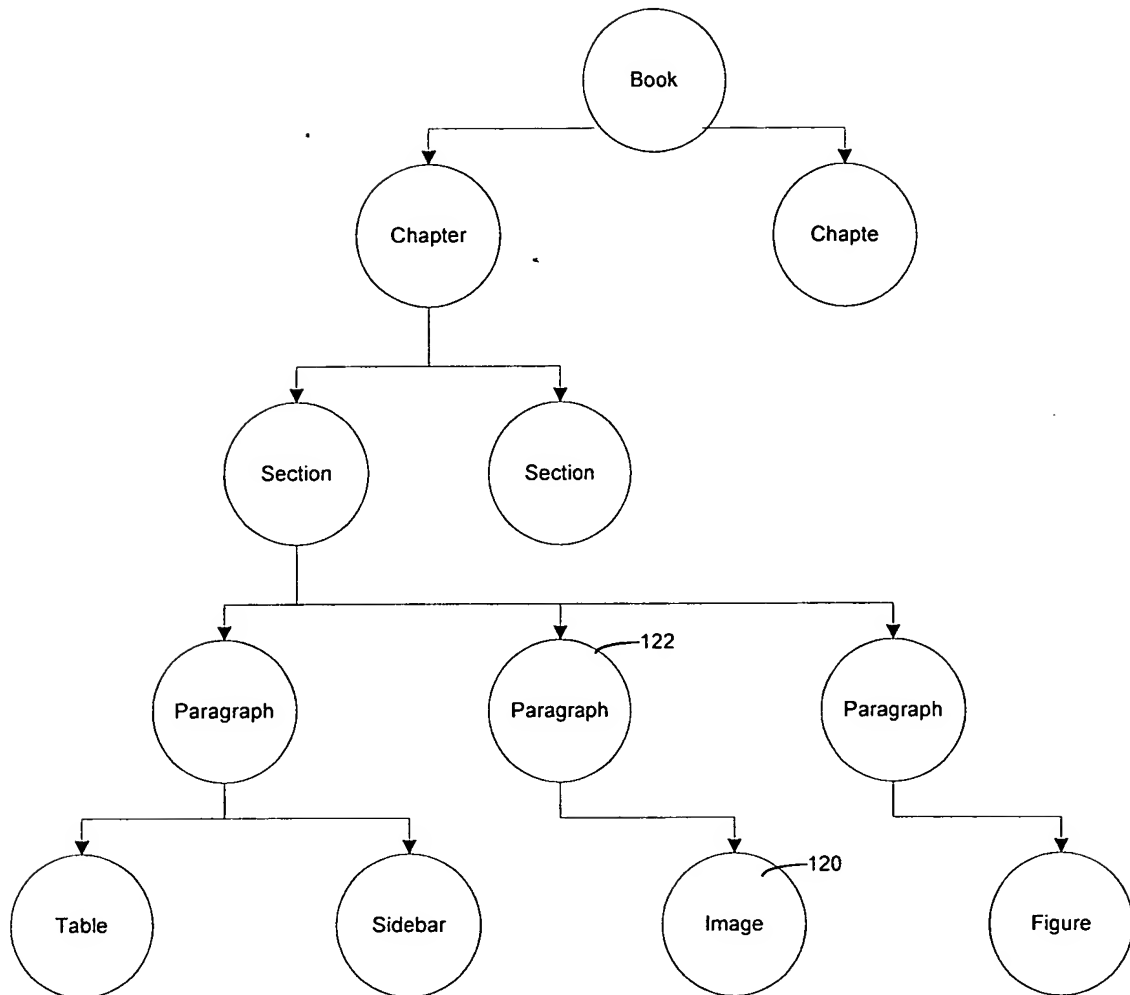 Book
Chapter
Chapte
Section
Section
122
Paragraph
Paragraph
Paragraph
120
Table
Sidebar
Image
Figure